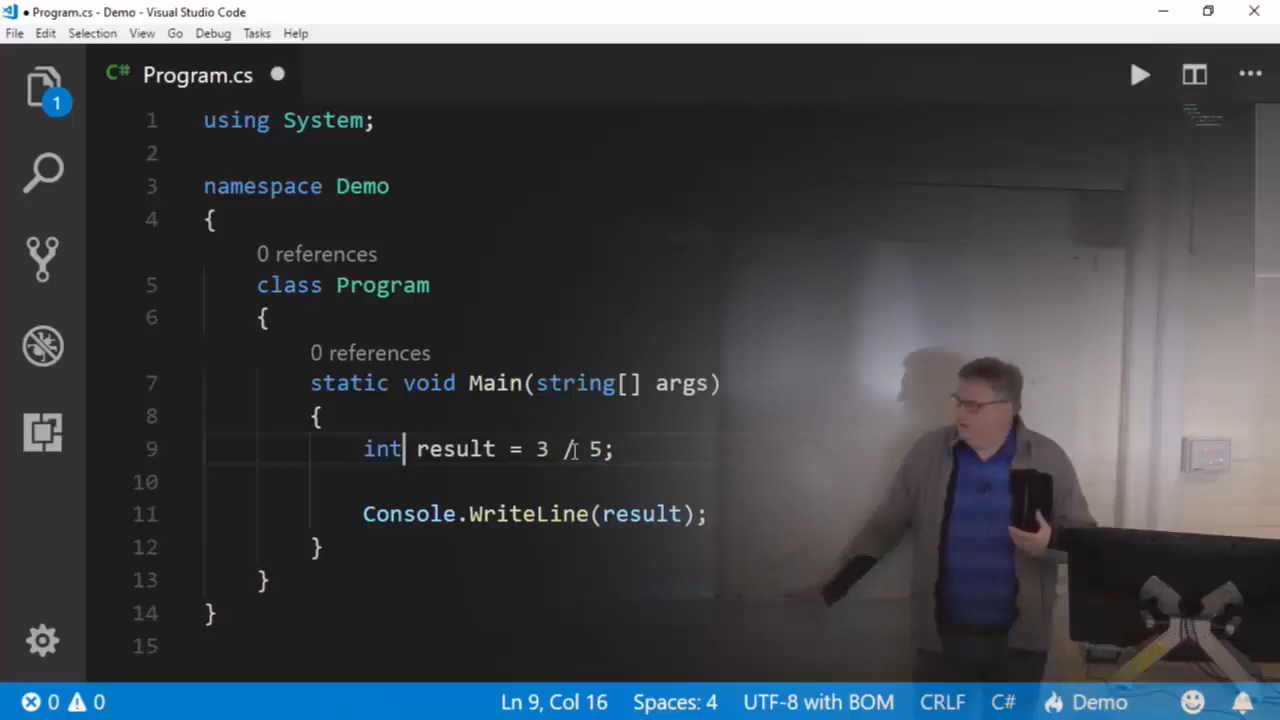 ● Program.cs - Demo - Visual Studio Code
File Edit Selection View Go Debug Tasks Help
C# Program.cs ●
1
1 using System;
2
3 namespace Demo
4 {
0 references
5 class Program
6 {
0 references
7 static void Main(string[] args)
8 {
9 int result = 3 / 5;
10
11 Console.WriteLine(result);
12 }
13 }
14 }
15
0 0 Ln 9, Col 16 Spaces: 4 UTF-8 with BOM CRLF C# Demo